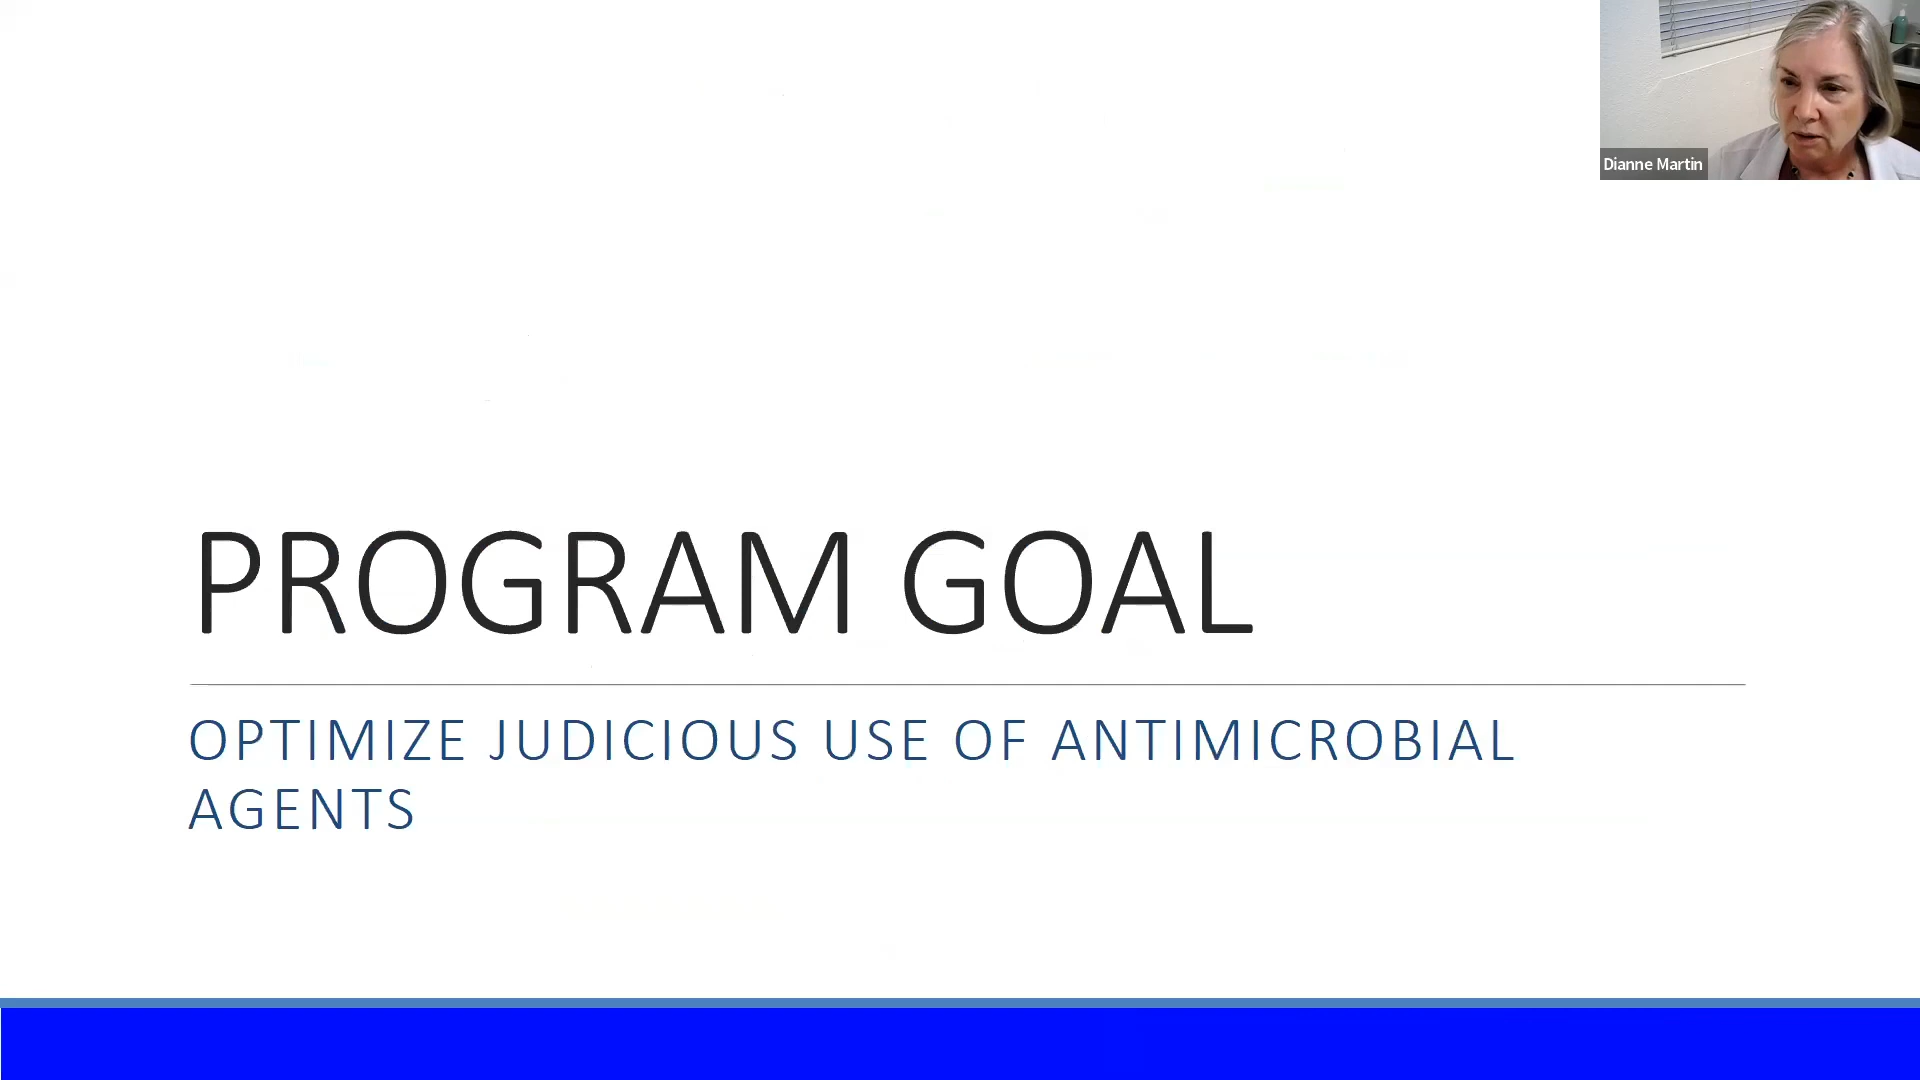 Dianne Martin
PROGRAM GOAL
OPTIMIZE JUDICIOUS USE OF ANTIMICROBIAL
AGENTS